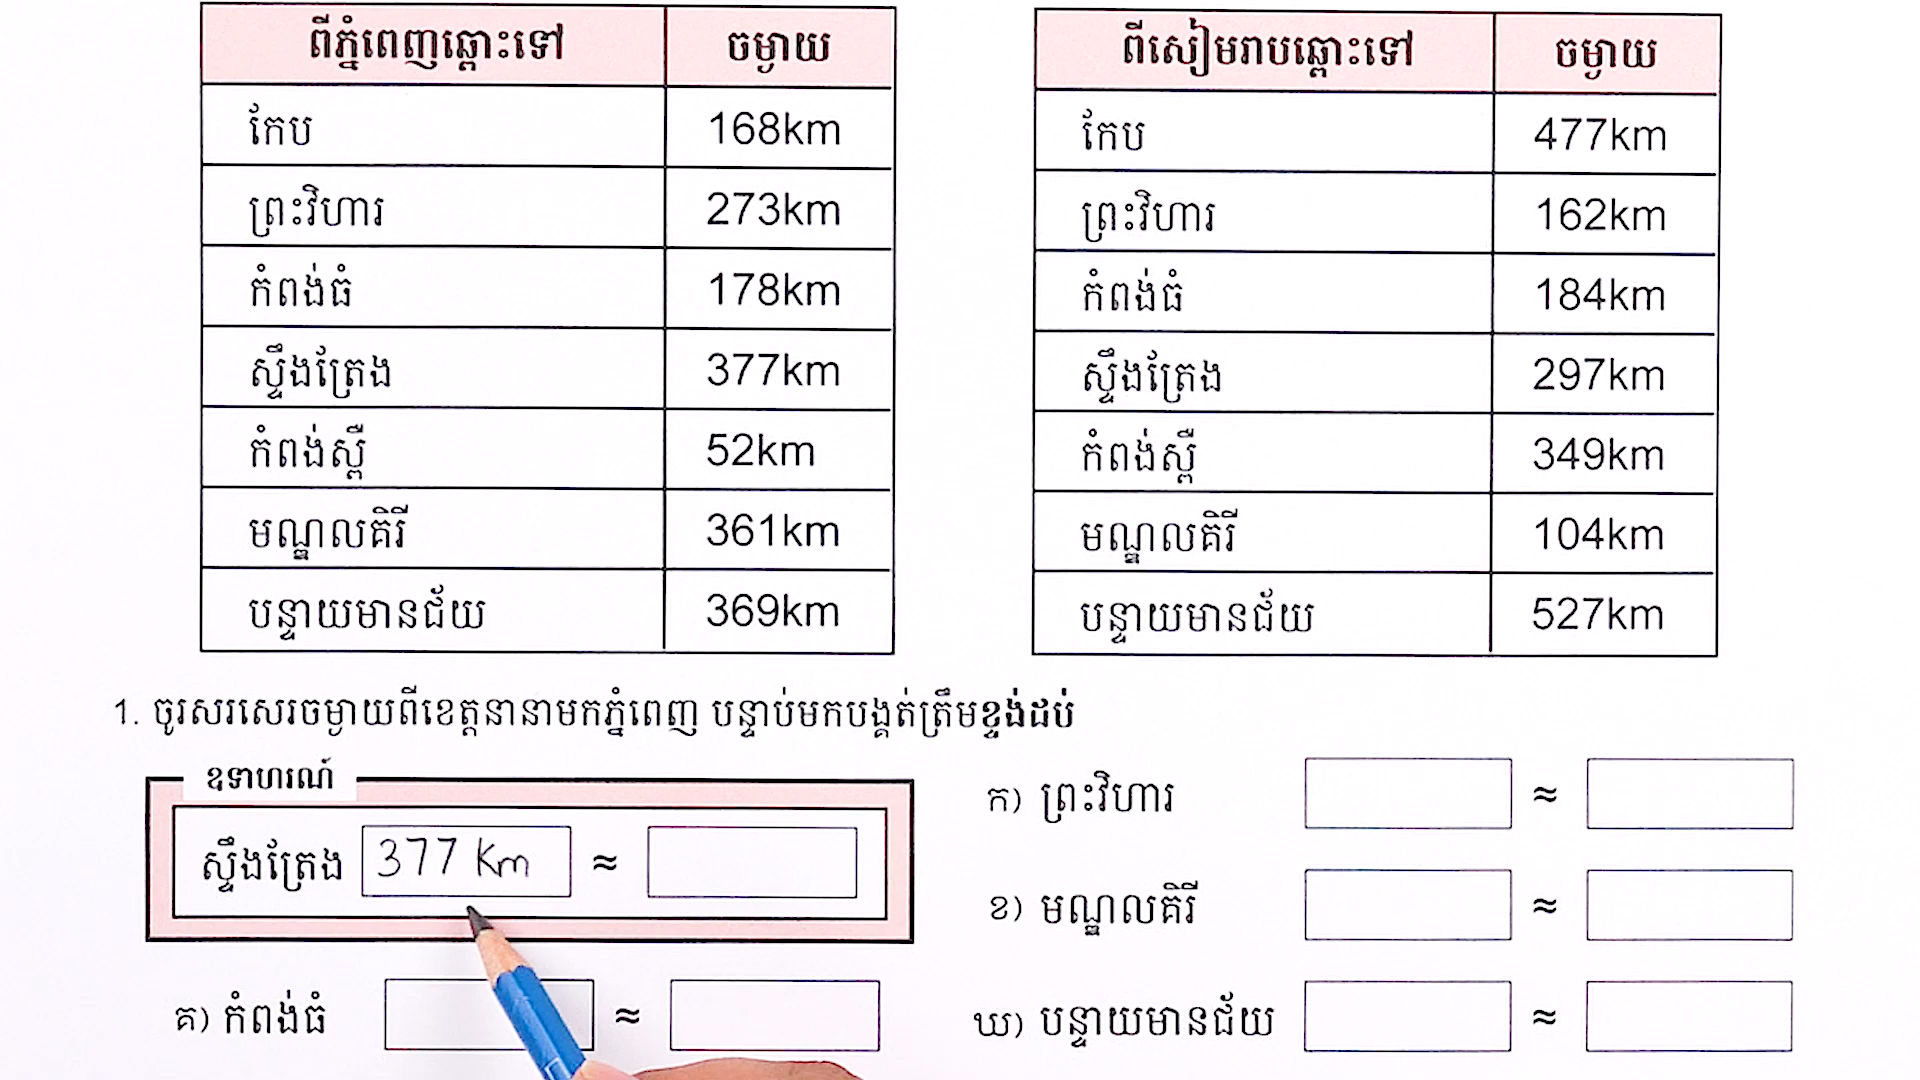 ពីភ្នំពេញឆ្ពោះទៅ ចម្ងាយ
កែប 168km
ព្រះវិហារ 273km
កំពង់ធំ 178km
ស្ទឹងត្រែង 377km
កំពង់ស្ពឺ 52km
មណ្ឌលគិរី 361km
បន្ទាយមានជ័យ 369km
ពីសៀមរាបឆ្ពោះទៅ ចម្ងាយ
កែប 477km
ព្រះវិហារ 162km
កំពង់ធំ 184km
ស្ទឹងត្រែង 297km
កំពង់ស្ពឺ 349km
មណ្ឌលគិរី 104km
បន្ទាយមានជ័យ 527km
1. ចូរសរសេរចម្ងាយពីខេត្តនានាមកភ្នំពេញ បន្ទាប់មកបង្គត់ត្រឹមខ្ទង់ដប់
ឧទាហរណ៍
ស្ទឹងត្រែង 377 km ≈
ក) ព្រះវិហារ ≈
ខ) មណ្ឌលគិរី ≈
គ) កំពង់ធំ ≈
ឃ) បន្ទាយមានជ័យ ≈